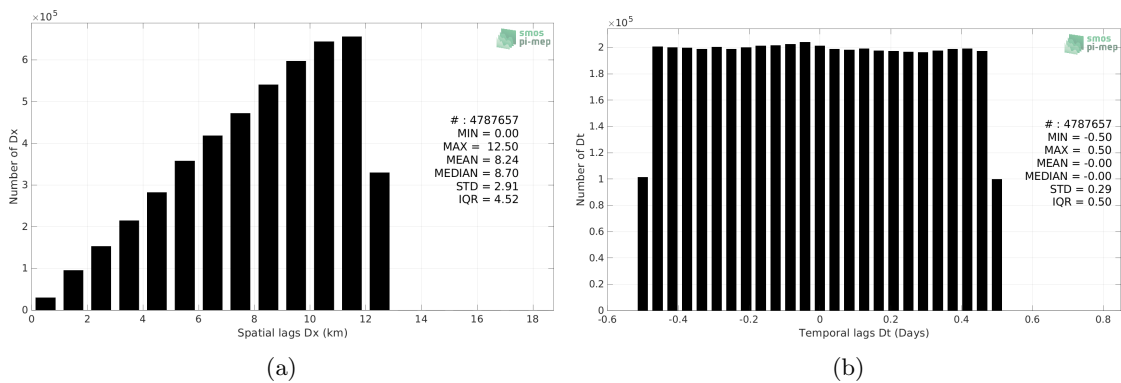 ×10⁵
6
5
4
3
2
1
0
Number of Dx
0 2 4 6 8 10 12 14 16 18
Spatial lags Dx (km)
smos
pi-mep
# : 4787657
MIN = 0.00
MAX = 12.50
MEAN = 8.24
MEDIAN = 8.70
STD = 2.91
IQR = 4.52
(a)
×10⁵
2
1.8
1.6
1.4
1.2
1
0.8
0.6
0.4
0.2
0
Number of Dt
-0.6 -0.4 -0.2 0 0.2 0.4 0.6 0.8
Temporal lags Dt (Days)
smos
pi-mep
# : 4787657
MIN = -0.50
MAX = 0.50
MEAN = -0.00
MEDIAN = -0.00
STD = 0.29
IQR = 0.50
(b)